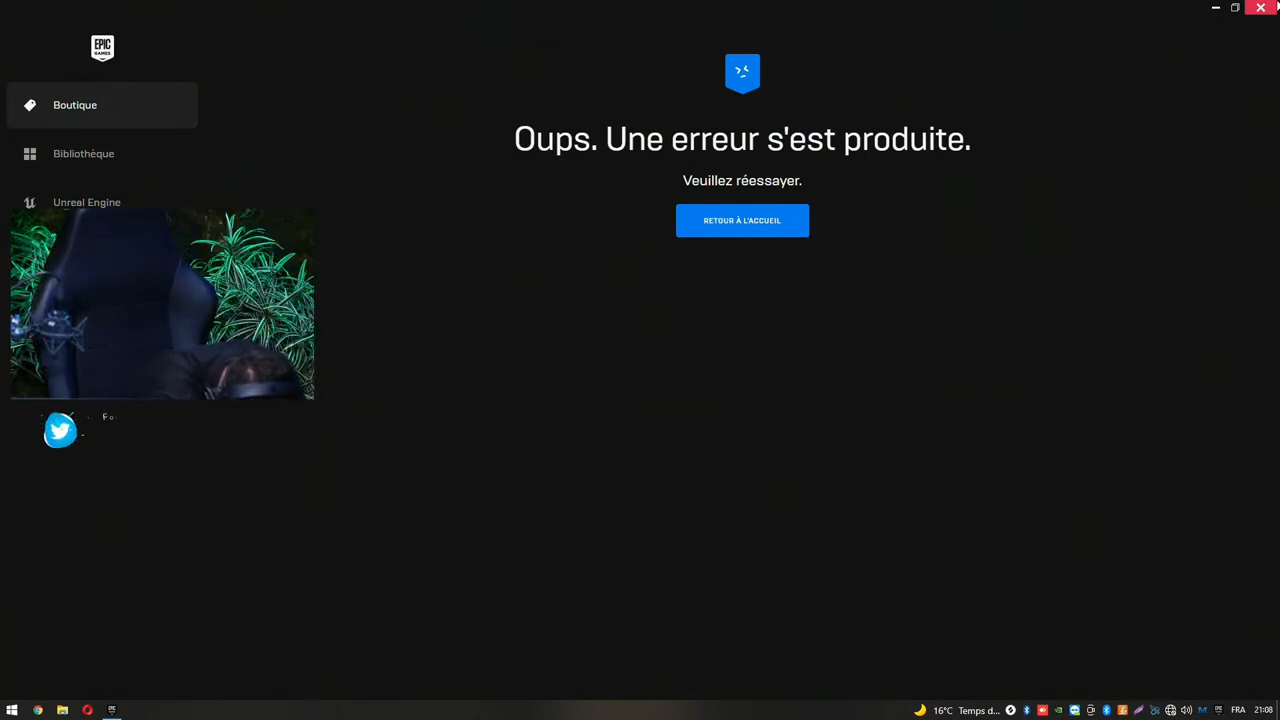 EPIC
GAMES
Boutique
Bibliothèque
Unreal Engine
Oups. Une erreur s'est produite.
Veuillez réessayer.
RETOUR À L'ACCUEIL
16°C Temps d...
FRA
21:08